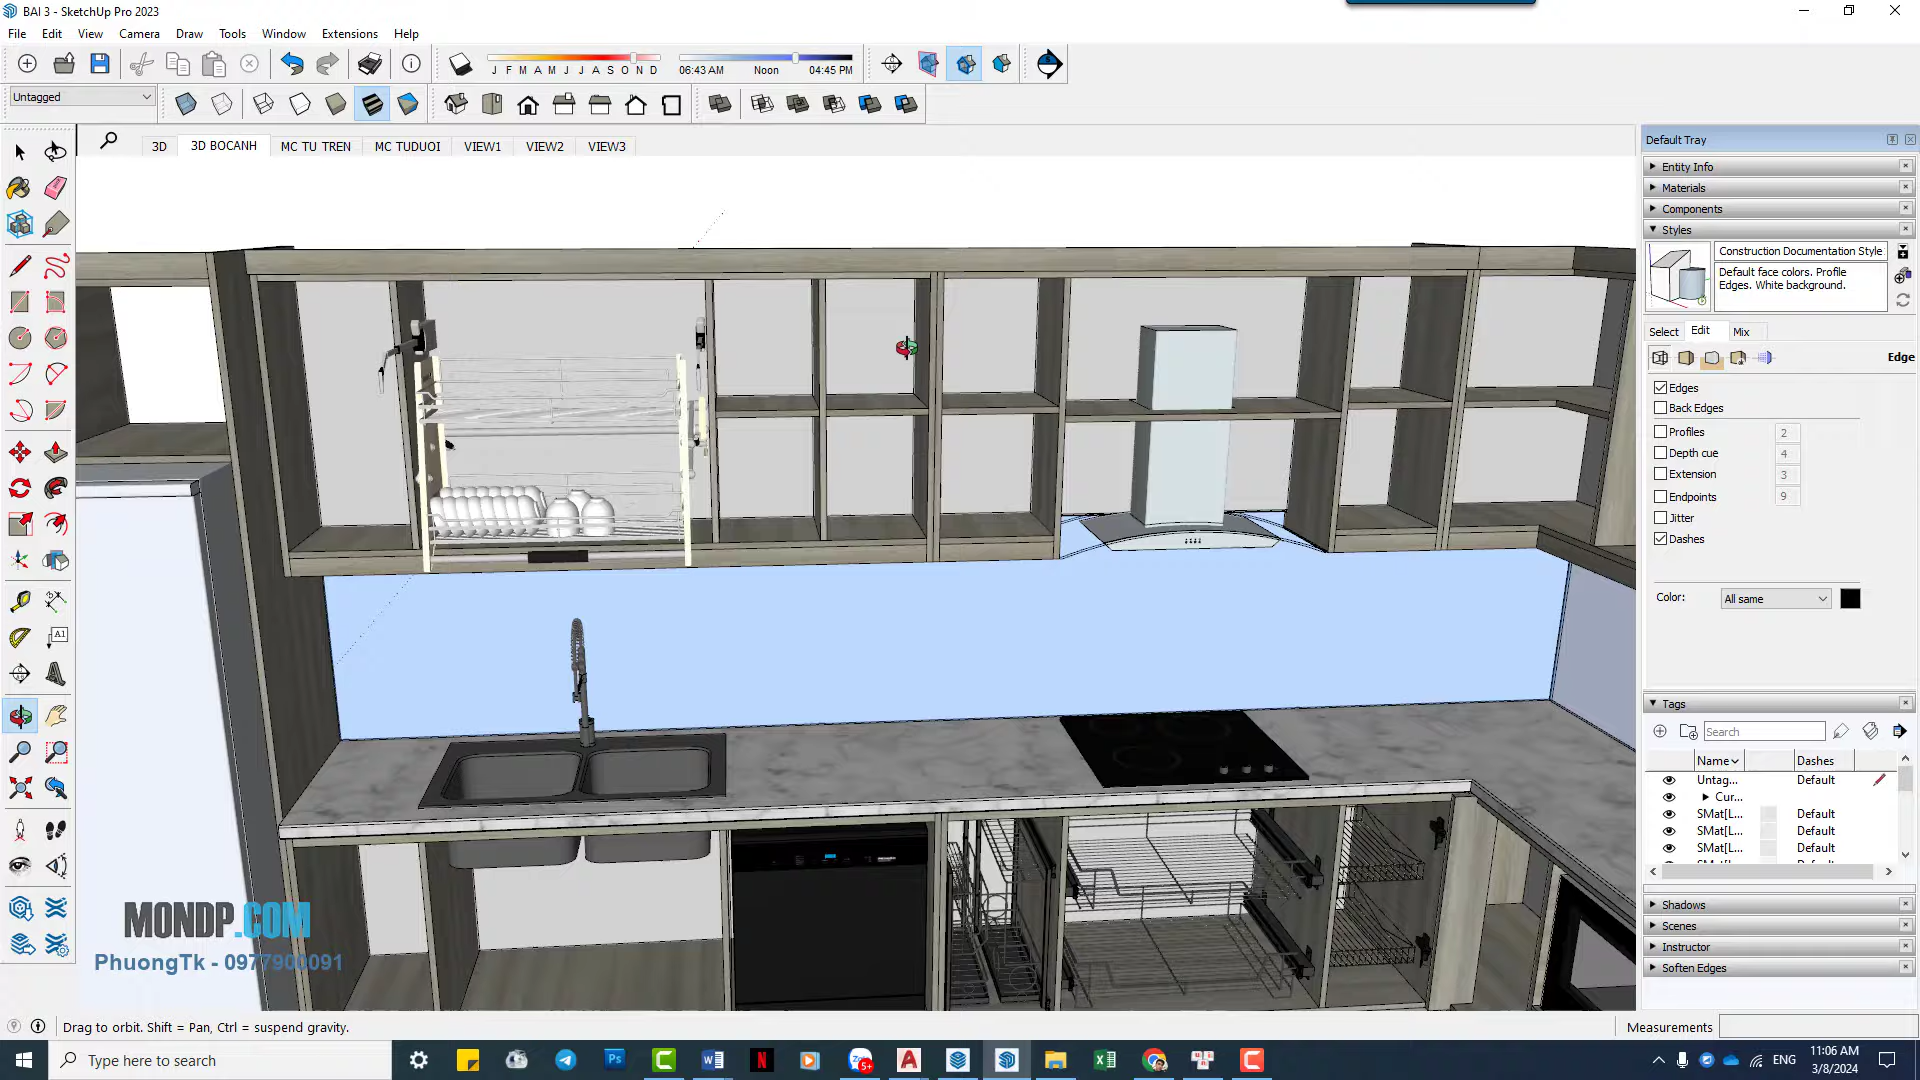 BAI 3 - SketchUp Pro 2023
File Edit View Camera Draw Tools Window Extensions Help
J F M A M J J A S O N D
06:43 AM Noon 04:45 PM
Untagged
3D 3D BOCANH MC TU TREN MC TUDUOI VIEW1 VIEW2 VIEW3
Default Tray
Entity Info
Materials
Components
Styles
Construction Documentation Style
Default face colors. Profile
Edges. White background.
Select Edit Mix
Edge
Edges
Back Edges
Profiles 2
Depth cue 4
Extension 3
Endpoints 9
Jitter
Dashes
Color: All same
Tags
Search
Name Dashes
Untag... Default
Cur...
SMat[L... Default
SMat[L... Default
SMat[L... Default
Shadows
Scenes
Instructor
Soften Edges
A1
MONDP.COM
PhuongTk - 0977900091
Drag to orbit. Shift = Pan, Ctrl = suspend gravity.
Measurements
Type here to search
ENG
11:06 AM
3/8/2024